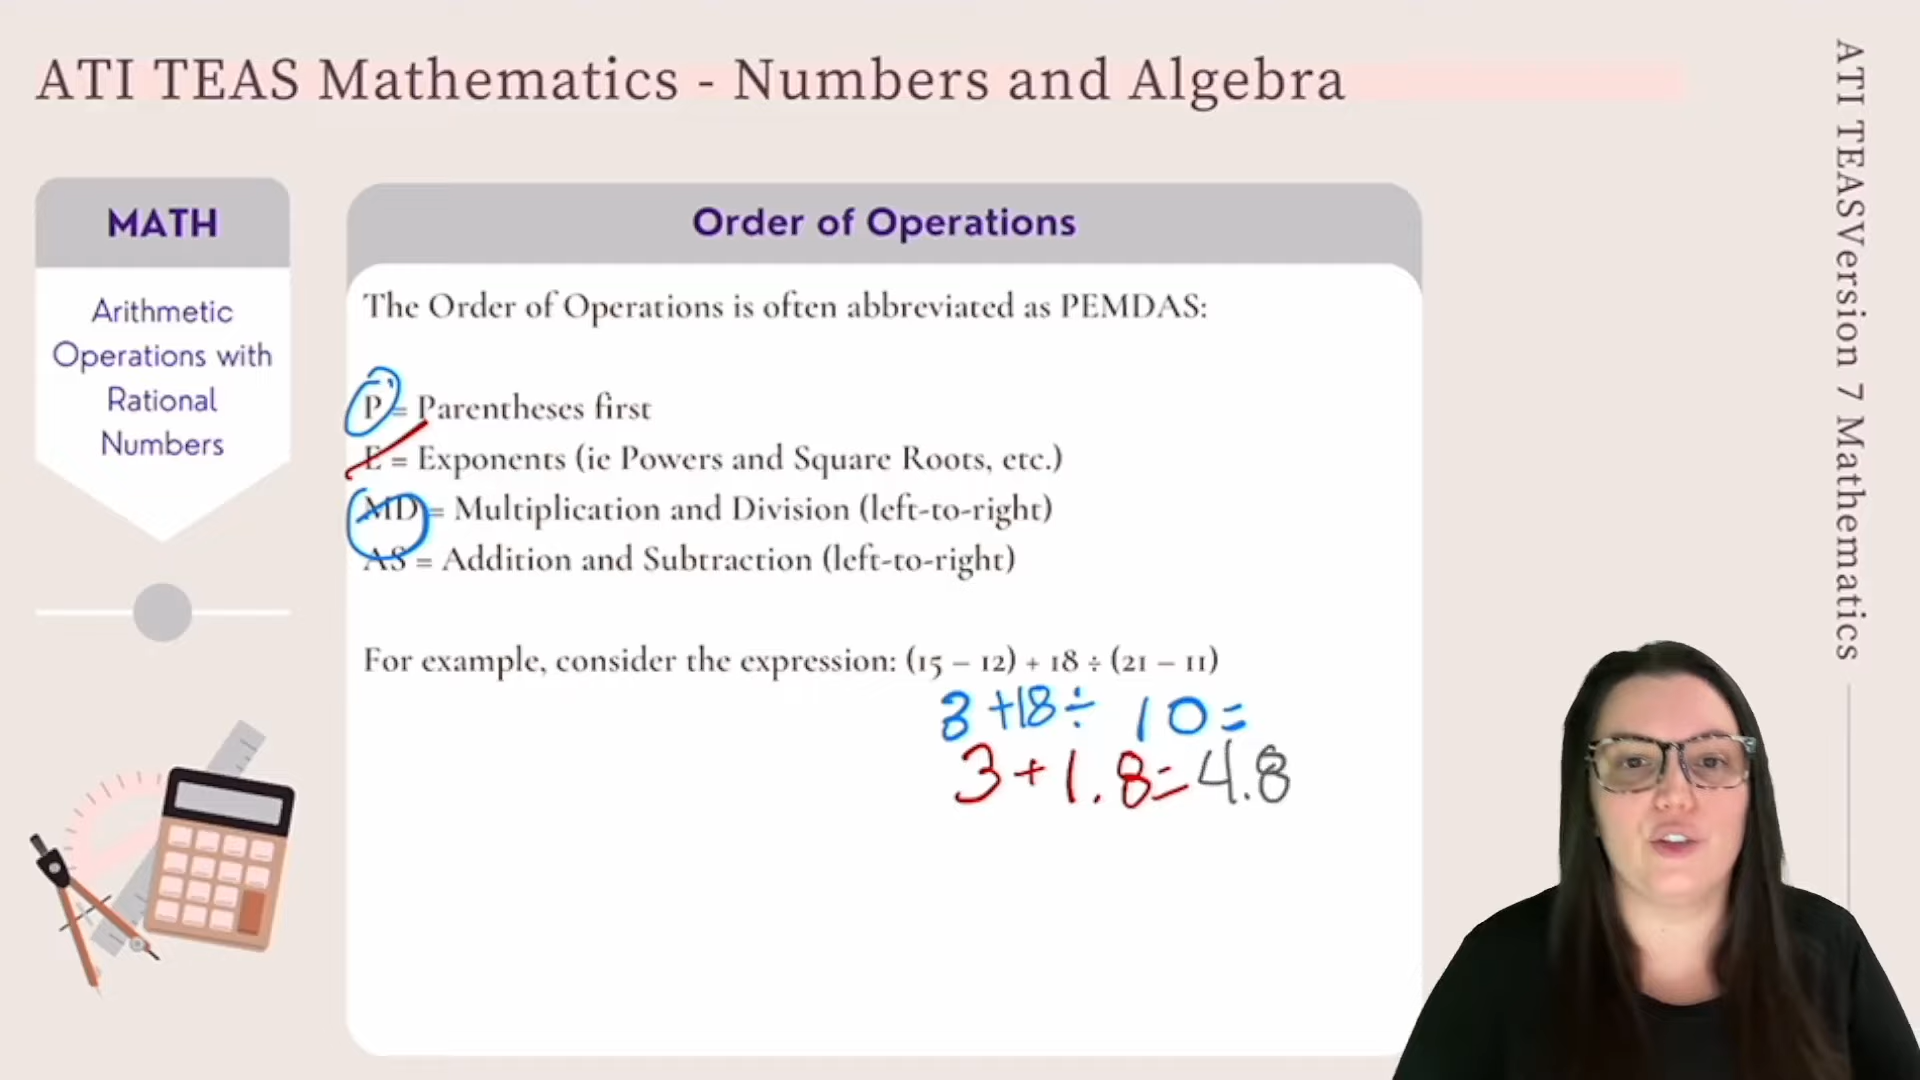 ATI TEAS Mathematics - Numbers and Algebra
MATH
Arithmetic
Operations with
Rational
Numbers
Order of Operations
The Order of Operations is often abbreviated as PEMDAS:
P = Parentheses first
E = Exponents (ie Powers and Square Roots, etc.)
MD = Multiplication and Division (left-to-right)
AS = Addition and Subtraction (left-to-right)
For example, consider the expression: (15 – 12) + 18 ÷ (21 – 11)
3 +18 ÷ 10 =
3 + 1.8 = 4.8
ATI TEASVersion 7 Mathematics